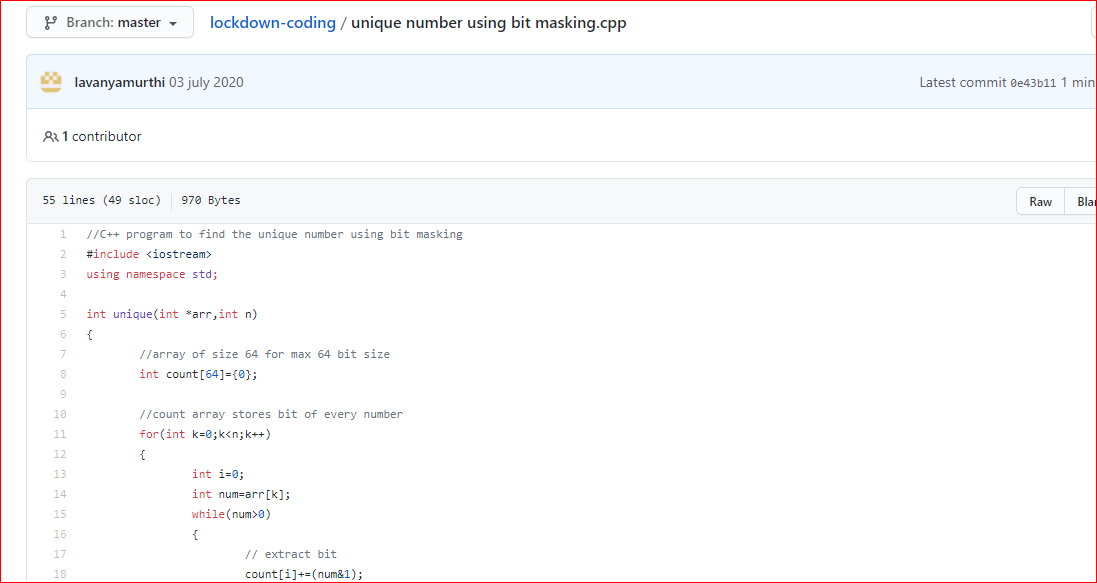 Branch: master lockdown-coding / unique number using bit masking.cpp
lavanyamurthi 03 july 2020 Latest commit 0e43b11 1 min
1 contributor
55 lines (49 sloc) 970 Bytes Raw Blan
1 //C++ program to find the unique number using bit masking
2 #include <iostream>
3 using namespace std;
4
5 int unique(int *arr,int n)
6 {
7 //array of size 64 for max 64 bit size
8 int count[64]={0};
9
10 //count array stores bit of every number
11 for(int k=0;k<n;k++)
12 {
13 int i=0;
14 int num=arr[k];
15 while(num>0)
16 {
17 // extract bit
18 count[i]+=(num&1);